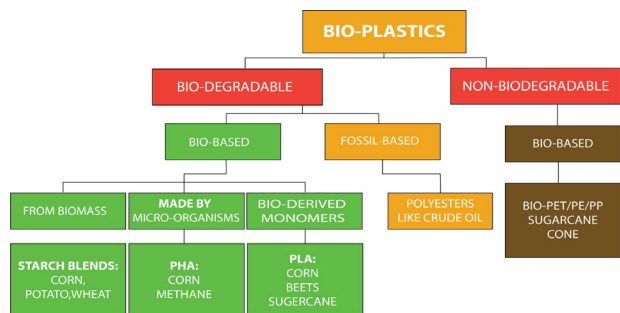 BIO-PLASTICS
BIO-DEGRADABLE
NON-BIODEGRADABLE
BIO-BASED
FOSSIL-BASED
BIO-BASED
FROM BIOMASS
MADE BY
MICRO-ORGANISMS
BIO-DERIVED
MONOMERS
POLYESTERS
LIKE CRUDE OIL
BIO-PET/PE/PP
SUGARCANE
CONE
STARCH BLENDS:
CORN,
POTATO,WHEAT
PHA:
CORN
METHANE
PLA:
CORN
BEETS
SUGERCANE